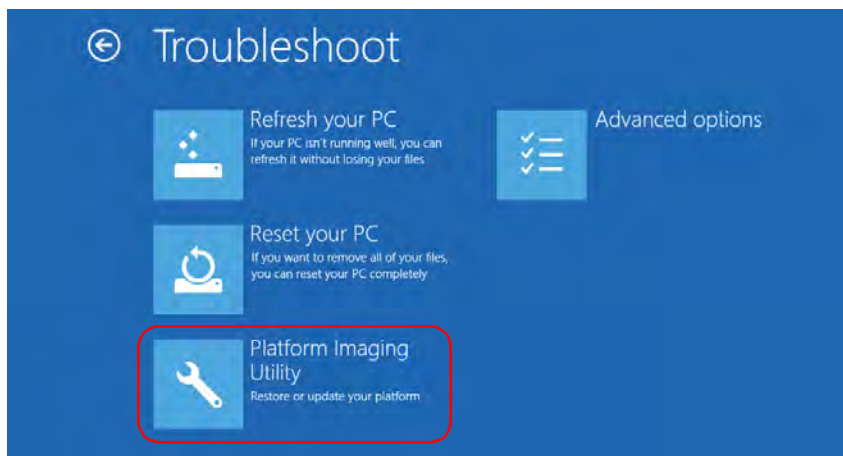 Troubleshoot
Refresh your PC
If your PC isn't running well, you can
refresh it without losing your files
Advanced options
Reset your PC
If you want to remove all of your files,
you can reset your PC completely
Platform Imaging
Utility
Restore or update your platform